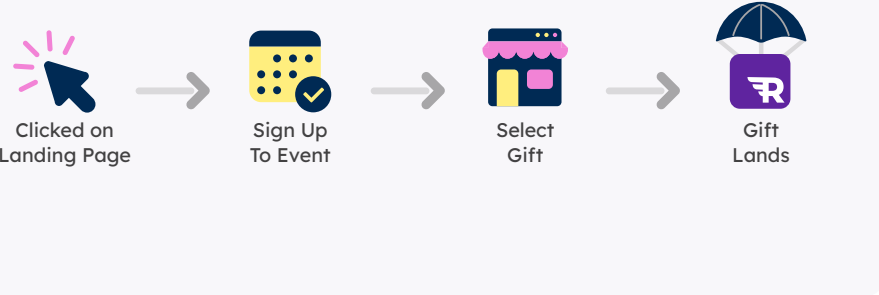 Clicked on
Landing Page
Sign Up
To Event
Select
Gift
Gift
Lands
R